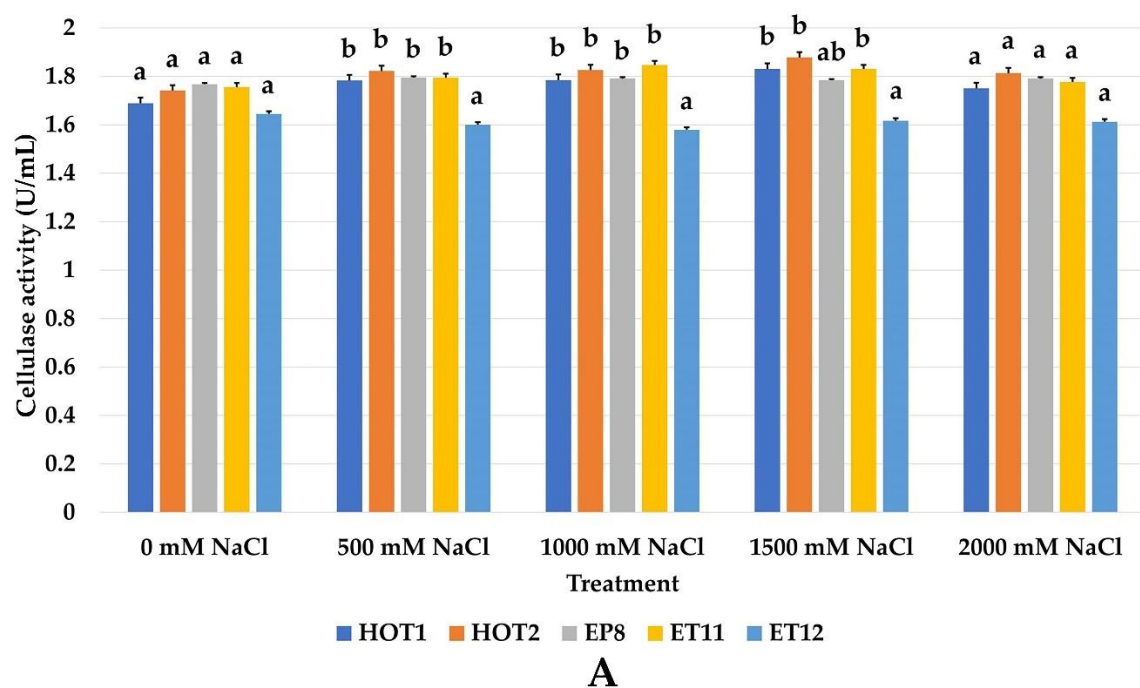 2
1.8
1.6
1.4
1.2
1
0.8
0.6
0.4
0.2
0
Cellulase activity (U/mL)
a a a a a
b b b b a
b b b b a
b b ab b a
a a a a a
0 mM NaCl 500 mM NaCl 1000 mM NaCl 1500 mM NaCl 2000 mM NaCl
Treatment
HOT1 HOT2 EP8 ET11 ET12
A